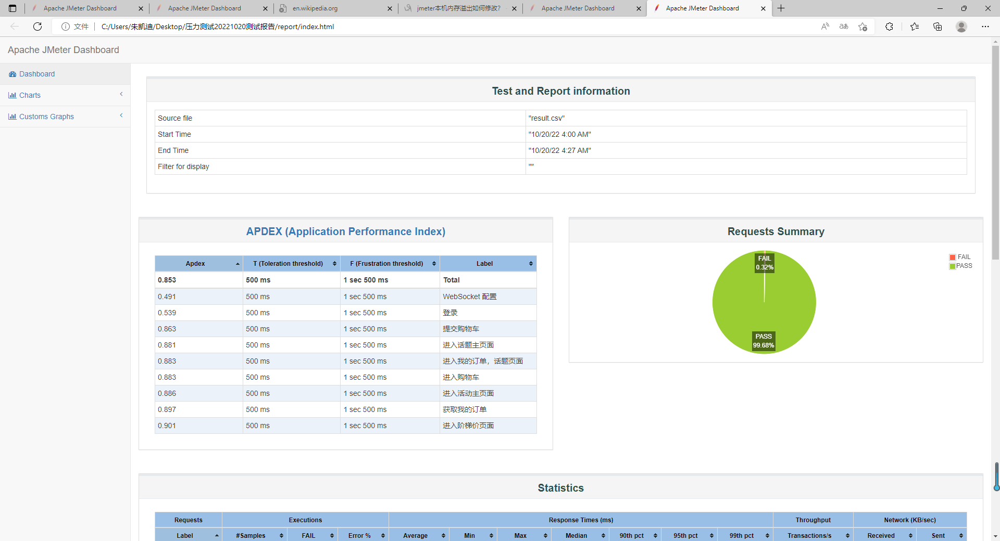 Apache JMeter Dashboard
Apache JMeter Dashboard
en.wikipedia.org
jmeter本机内存溢出如何修改?
Apache JMeter Dashboard
Apache JMeter Dashboard
文件
C:/Users/朱凯迪/Desktop/压力测试20221020测试报告/report/index.html
Apache JMeter Dashboard
Dashboard
Charts
Customs Graphs
Test and Report information
Source file "result.csv"
Start Time "10/20/22 4:00 AM"
End Time "10/20/22 4:27 AM"
Filter for display ""
APDEX (Application Performance Index)
Apdex T (Toleration threshold) F (Frustration threshold) Label
0.853 500 ms 1 sec 500 ms Total
0.491 500 ms 1 sec 500 ms WebSocket 配置
0.539 500 ms 1 sec 500 ms 登录
0.863 500 ms 1 sec 500 ms 提交购物车
0.881 500 ms 1 sec 500 ms 进入话题主页面
0.883 500 ms 1 sec 500 ms 进入我的订单，话题页面
0.883 500 ms 1 sec 500 ms 进入购物车
0.886 500 ms 1 sec 500 ms 进入活动主页面
0.897 500 ms 1 sec 500 ms 获取我的订单
0.901 500 ms 1 sec 500 ms 进入阶梯价页面
Requests Summary
FAIL
0.32%
PASS
99.68%
FAIL
PASS
Statistics
Requests Executions Response Times (ms) Throughput Network (KB/sec)
Label #Samples FAIL Error % Average Min Max Median 90th pct 95th pct 99th pct Transactions/s Received Sent